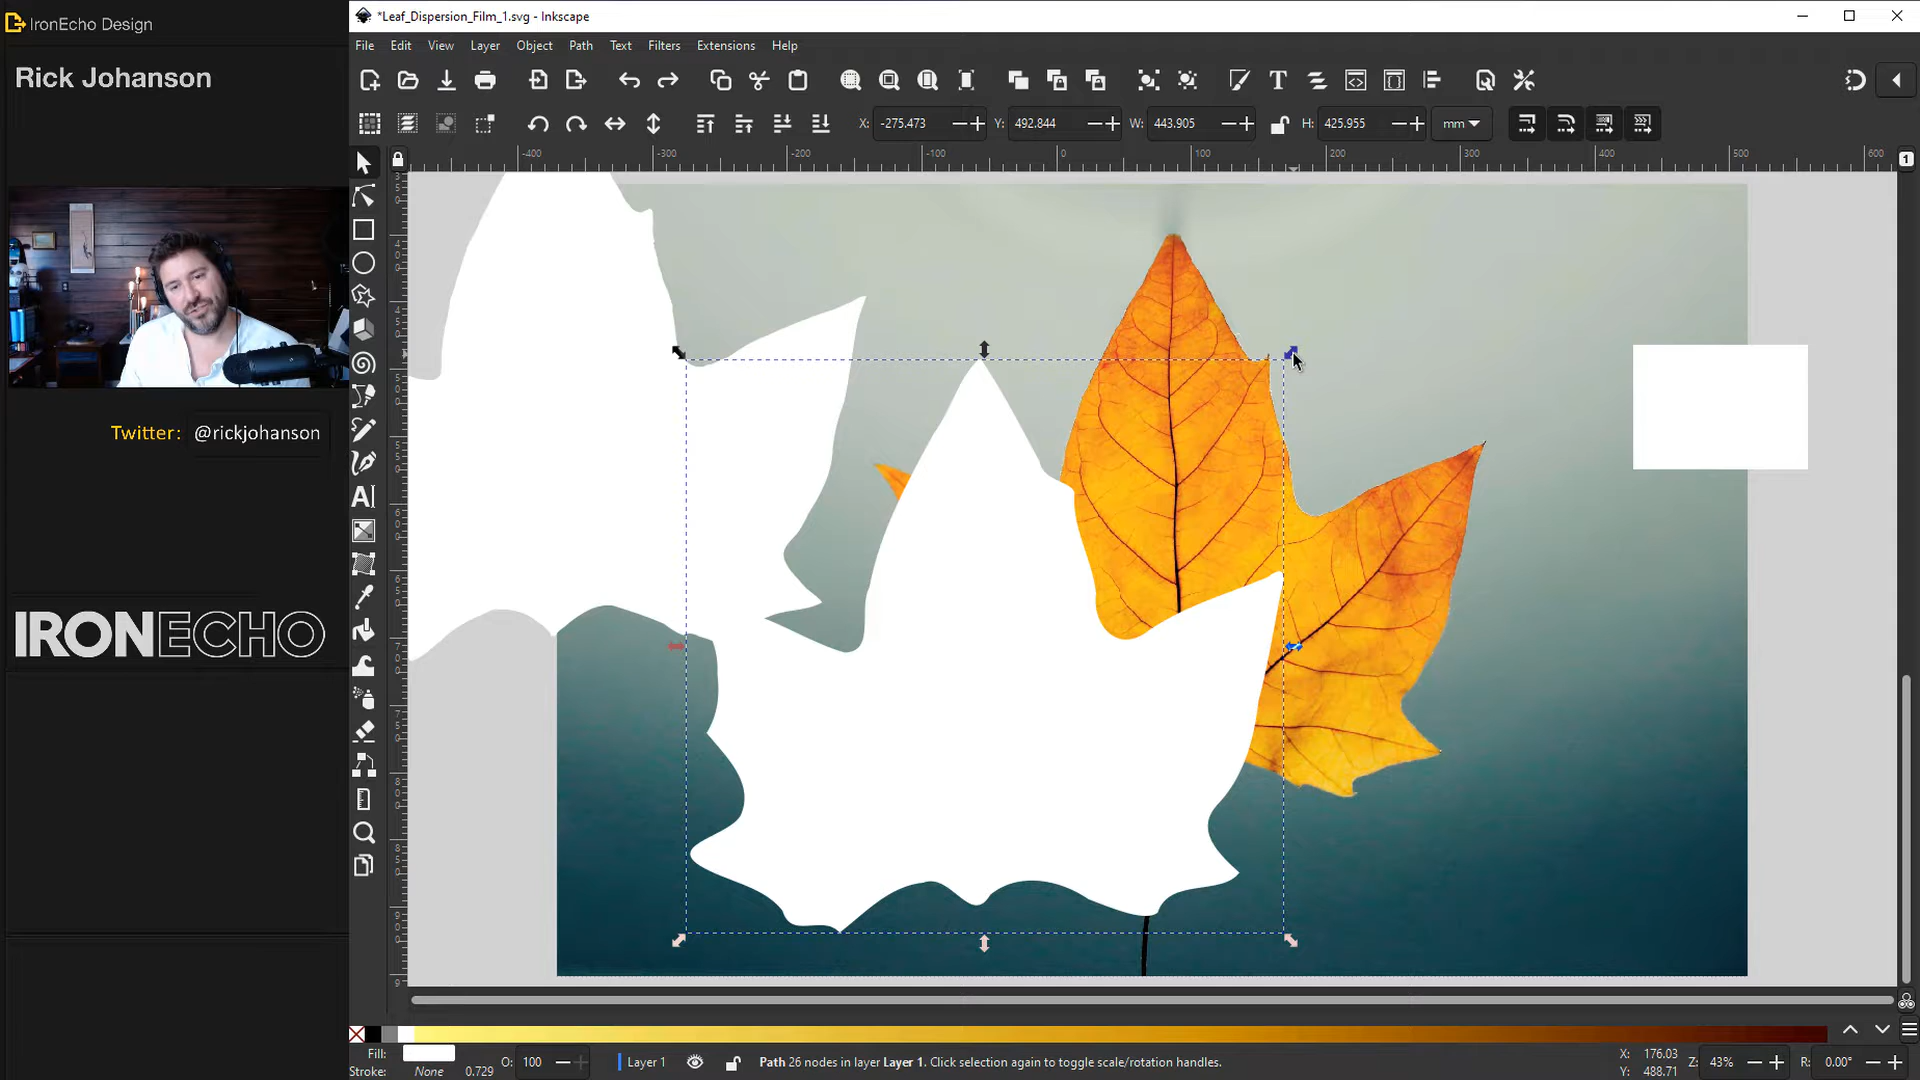 IronEcho Design
Rick Johanson
Twitter: @rickjohanson
IRONECHO
*Leaf_Dispersion_Film_1.svg - Inkscape
File Edit View Layer Object Path Text Filters Extensions Help
X: -275.473 Y: 492.844 W: 443.905 H: 425.955 mm
-400 -300 -200 -100 0 100 200 300 400 500 600
1
Fill:
Stroke: None 0.729
O: 100
Layer 1
Path 26 nodes in layer Layer 1. Click selection again to toggle scale/rotation handles.
X: 176.03
Y: 488.71
Z: 43%
R: 0.00°